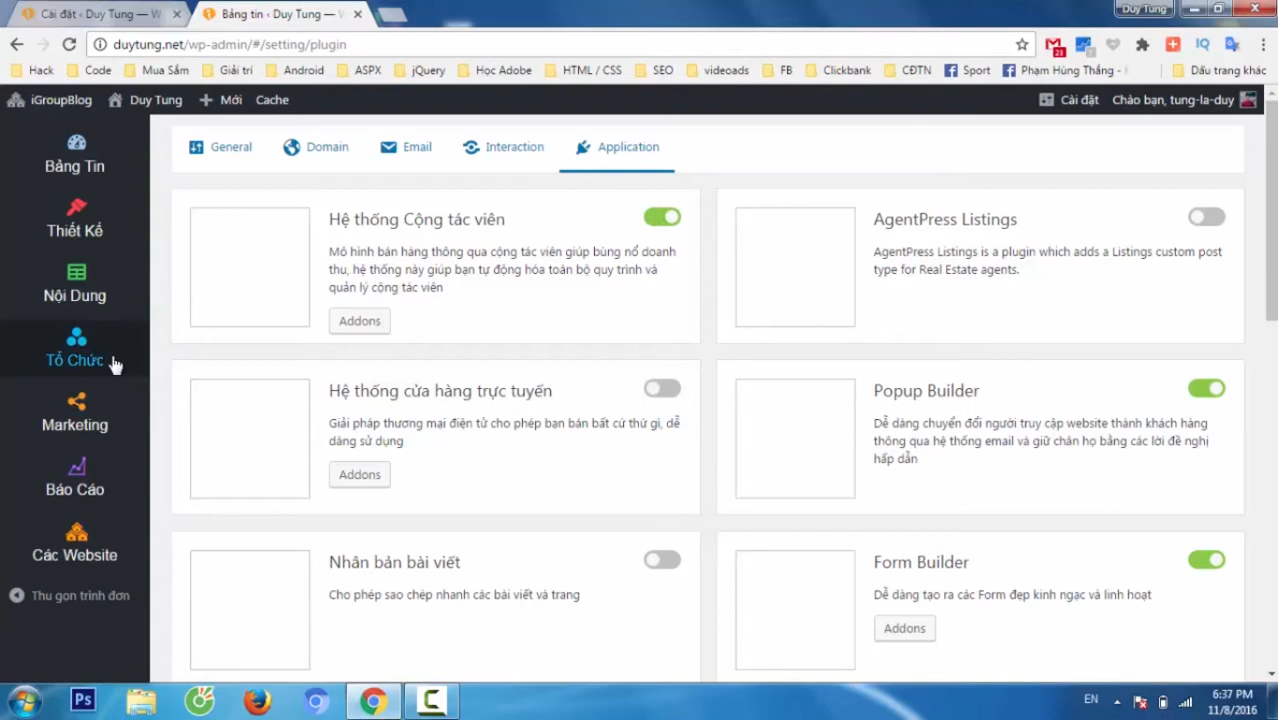 Cài đặt ‹ Duy Tung — W
Bảng tin ‹ Duy Tung — W
Duy Tung
duytung.net/wp-admin/#/setting/plugin
23
IQ
Hack
Code
Mua Sắm
Giải trí
Android
ASPX
jQuery
Học Adobe
HTML / CSS
SEO
videoads
FB
Clickbank
CĐTN
Sport
Phạm Hùng Thắng -
Dấu trang khác
iGroupBlog
Duy Tung
Mới
Cache
Cài đặt
Chào bạn, tung-la-duy
Bảng Tin
Thiết Kế
Nội Dung
Tổ Chức
Marketing
Báo Cáo
Các Website
Thu gọn trình đơn
General
Domain
Email
Interaction
Application
Hệ thống Cộng tác viên
Mô hình bán hàng thông qua cộng tác viên giúp bùng nổ doanh
thu, hệ thống này giúp bạn tự động hóa toàn bộ quy trình và
quản lý cộng tác viên
Addons
AgentPress Listings
AgentPress Listings is a plugin which adds a Listings custom post
type for Real Estate agents.
Hệ thống cửa hàng trực tuyến
Giải pháp thương mại điện tử cho phép bạn bán bất cứ thứ gì, dễ
dàng sử dụng
Addons
Popup Builder
Dễ dàng chuyển đổi người truy cập website thành khách hàng
thông qua hệ thống email và giữ chân họ bằng các lời đề nghị
hấp dẫn
Nhân bản bài viết
Cho phép sao chép nhanh các bài viết và trang
Form Builder
Dễ dàng tạo ra các Form đẹp kinh ngạc và linh hoạt
Addons
Ps
EN
6:37 PM
11/8/2016